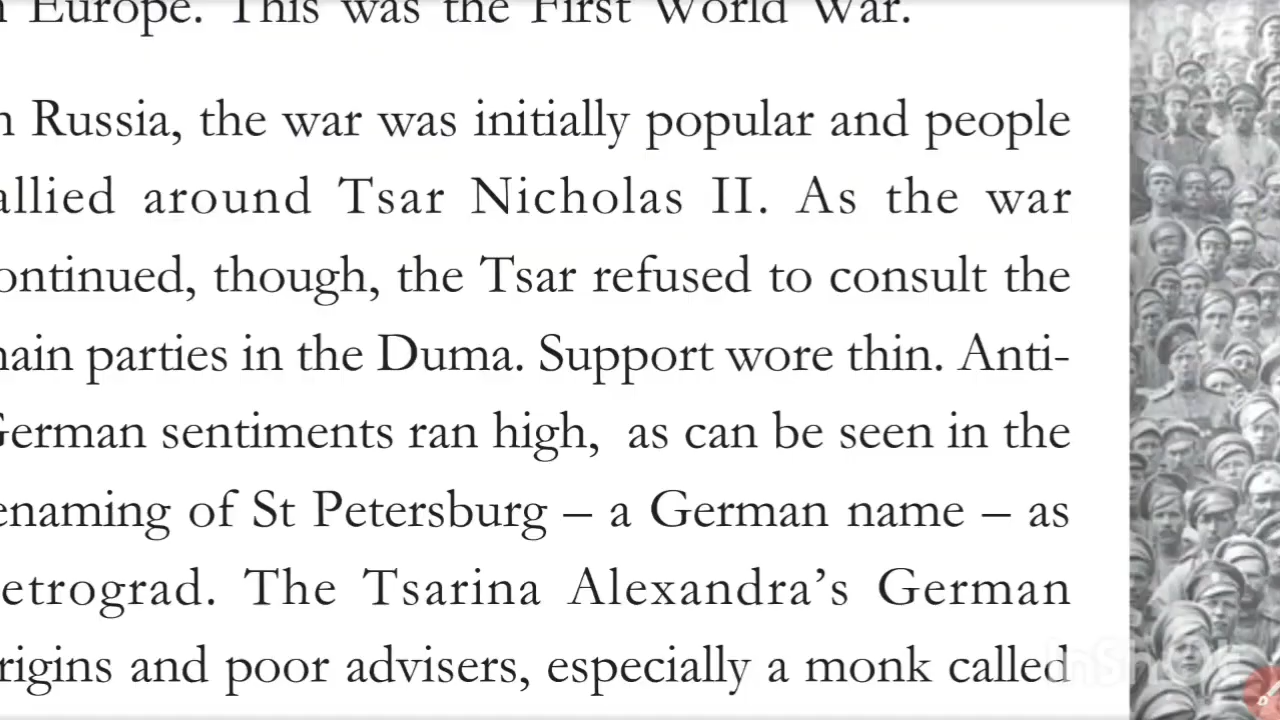 n Europe. This was the First World War.
n Russia, the war was initially popular and people
allied around Tsar Nicholas II. As the war
ontinued, though, the Tsar refused to consult the
nain parties in the Duma. Support wore thin. Anti-
German sentiments ran high, as can be seen in the
enaming of St Petersburg – a German name – as
etrograd. The Tsarina Alexandra's German
rigins and poor advisers, especially a monk called